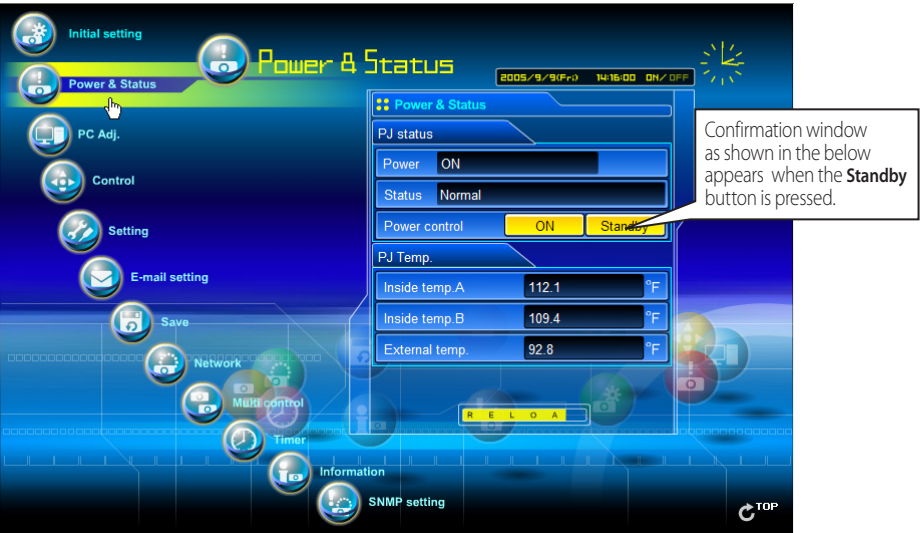 Initial setting
Power & Status
Power & Status
2005/9/9(Fri) 14:16:00 ON/OFF
PC Adj.
Control
Setting
E-mail setting
Save
Network
Multi control
Timer
Information
SNMP setting
Power & Status
PJ status
Power ON
Status Normal
Power control ON Standby
PJ Temp.
Inside temp.A 112.1 °F
Inside temp.B 109.4 °F
External temp. 92.8 °F
R E L O A
TOP
Confirmation window
as shown in the below
appears when the Standby
button is pressed.